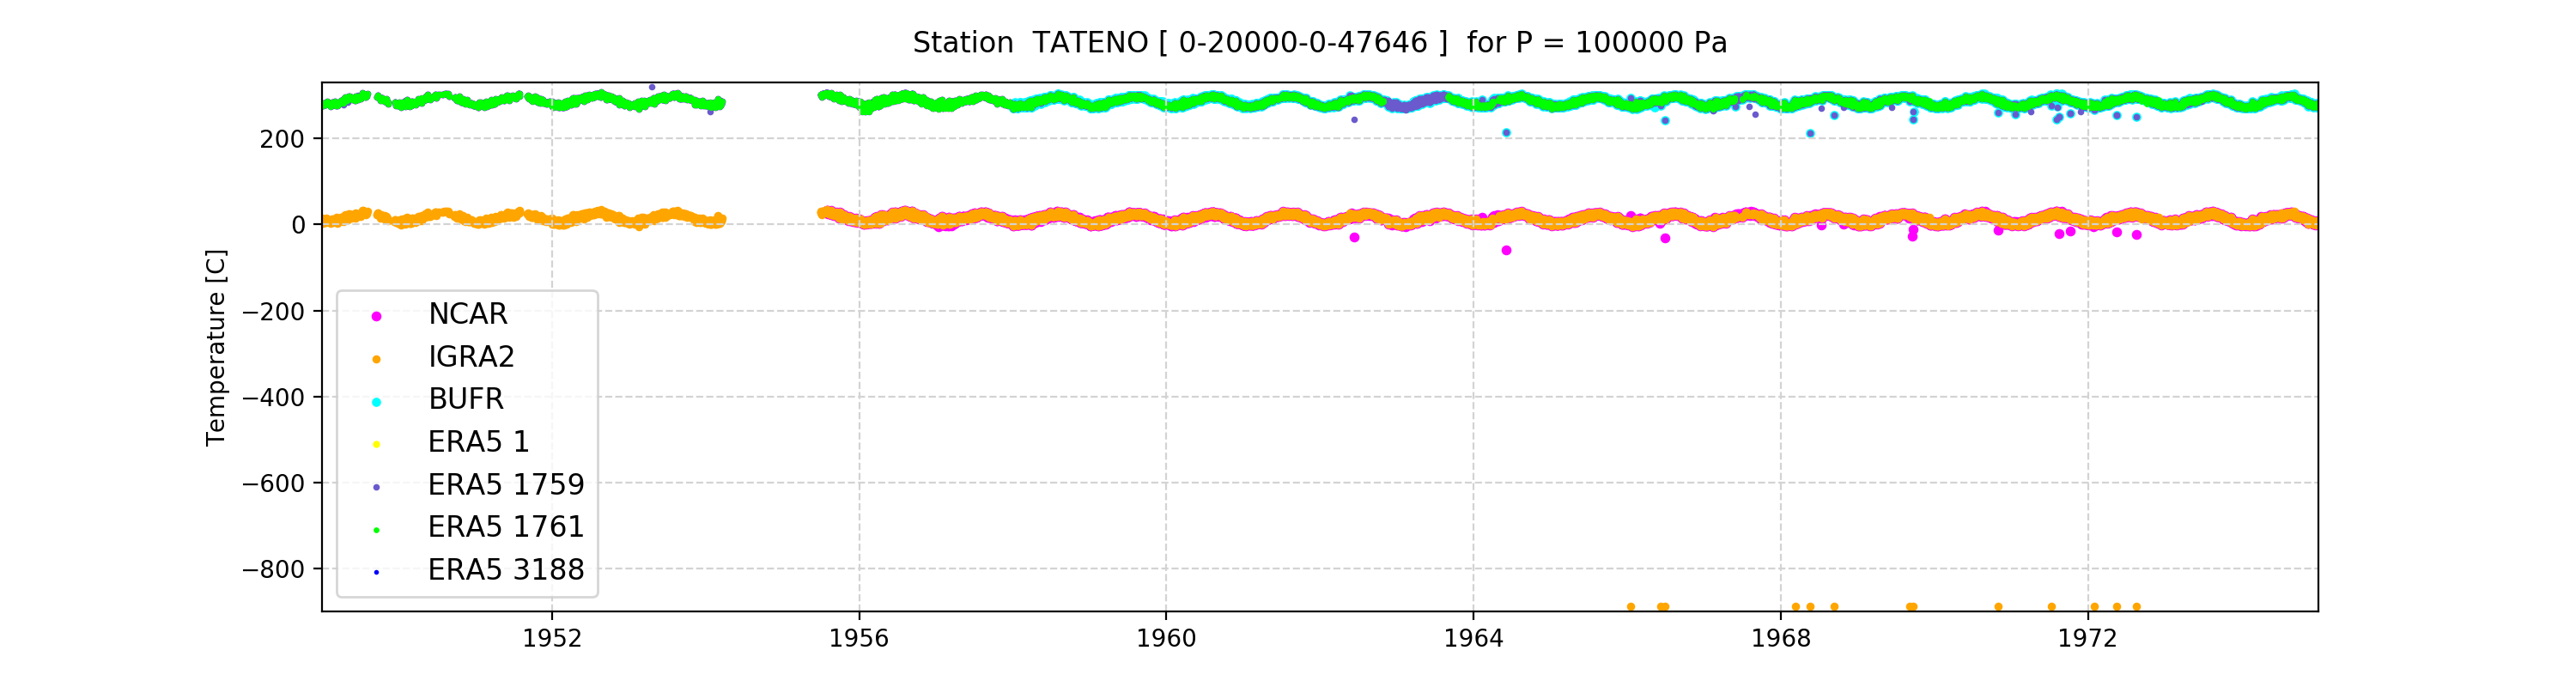 Station  TATENO [ 0-20000-0-47646 ]  for P = 100000 Pa
Temperature [C]
200
0
−200
−400
−600
−800
NCAR
IGRA2
BUFR
ERA5 1
ERA5 1759
ERA5 1761
ERA5 3188
1952 1956 1960 1964 1968 1972